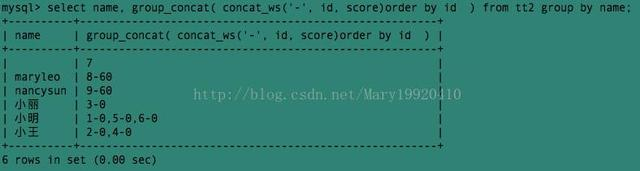 mysql> select name, group_concat( concat_ws('-', id, score)order by id  ) from tt2 group by name;
+----------+-----------------------------------------------------+
| name     | group_concat( concat_ws('-', id, score)order by id  ) |
+----------+-----------------------------------------------------+
|          | 7                                                   |
| maryleo  | 8-60                                                |
| nancysun | 9-60                                                |
| 小丽     | 3-0                                                 |
| 小明     | 1-0,5-0,6-0                                         |
| 小王     | 2-0,4-0                                             |
+----------+-----------------------------------------------------+
6 rows in set (0.00 sec)
http://blog.csdn.net/Mary19920410